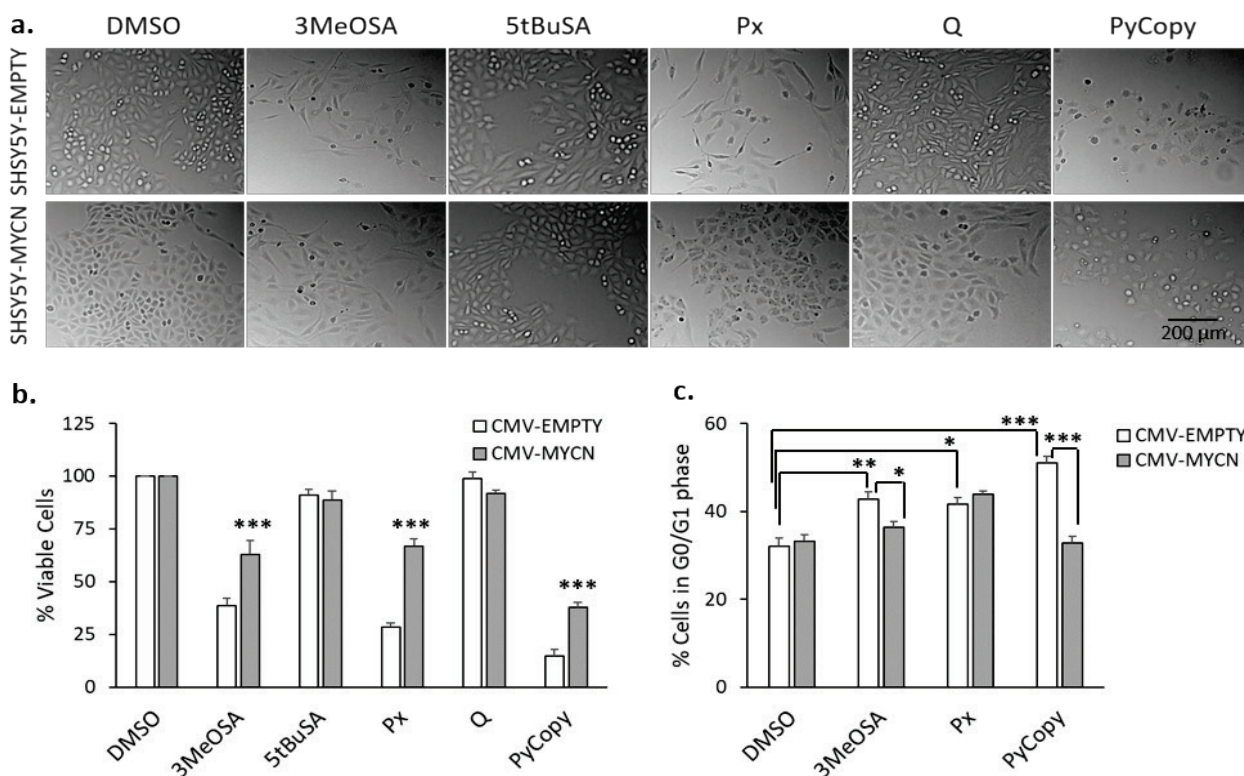 a.
DMSO 3MeOSA 5tBuSA Px Q PyCopy
SHSY5Y-EMPTY
SHSY5Y-MYCN
200 µm
b.
% Viable Cells
125
100
75
50
25
0
CMV-EMPTY
CMV-MYCN
***
***
***
DMSO
3MeOSA
5tBuSA
Px
Q
PyCopy
c.
% Cells in G0/G1 phase
60
40
20
0
***
***
*
**
*
CMV-EMPTY
CMV-MYCN
DMSO
3MeOSA
Px
PyCopy